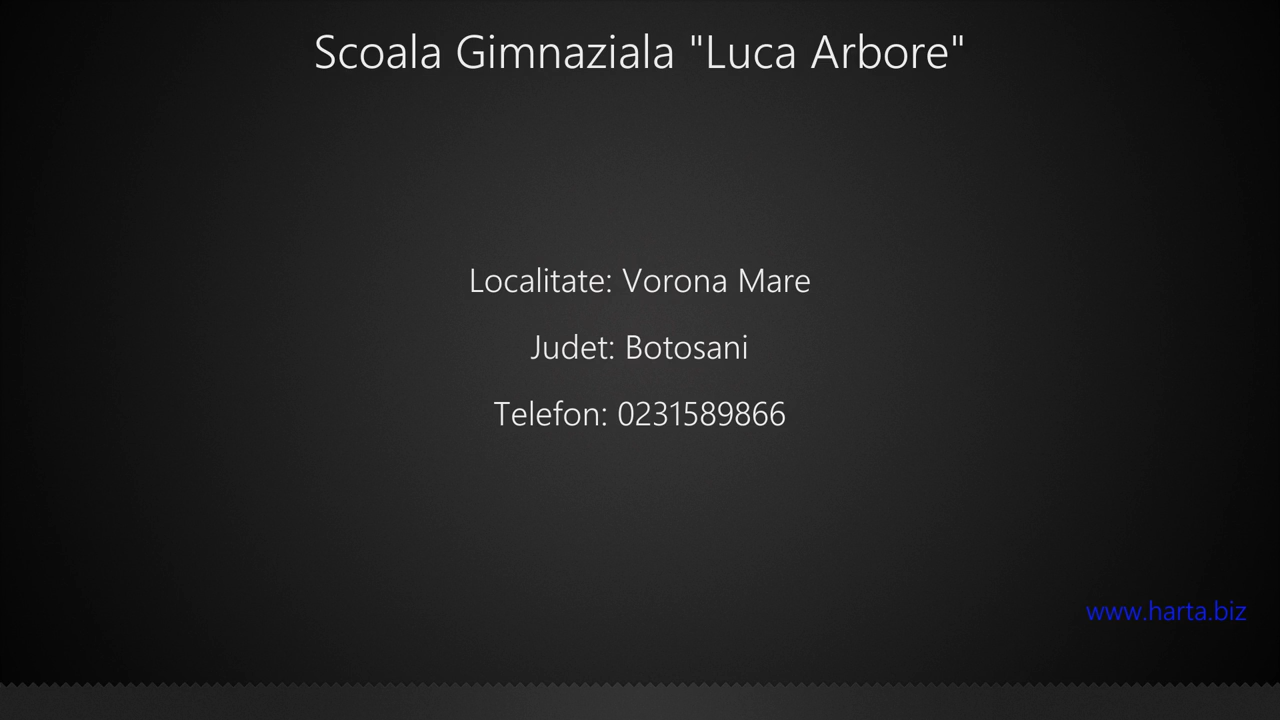 Scoala Gimnaziala "Luca Arbore"
Localitate: Vorona Mare
Judet: Botosani
Telefon: 0231589866
www.harta.biz